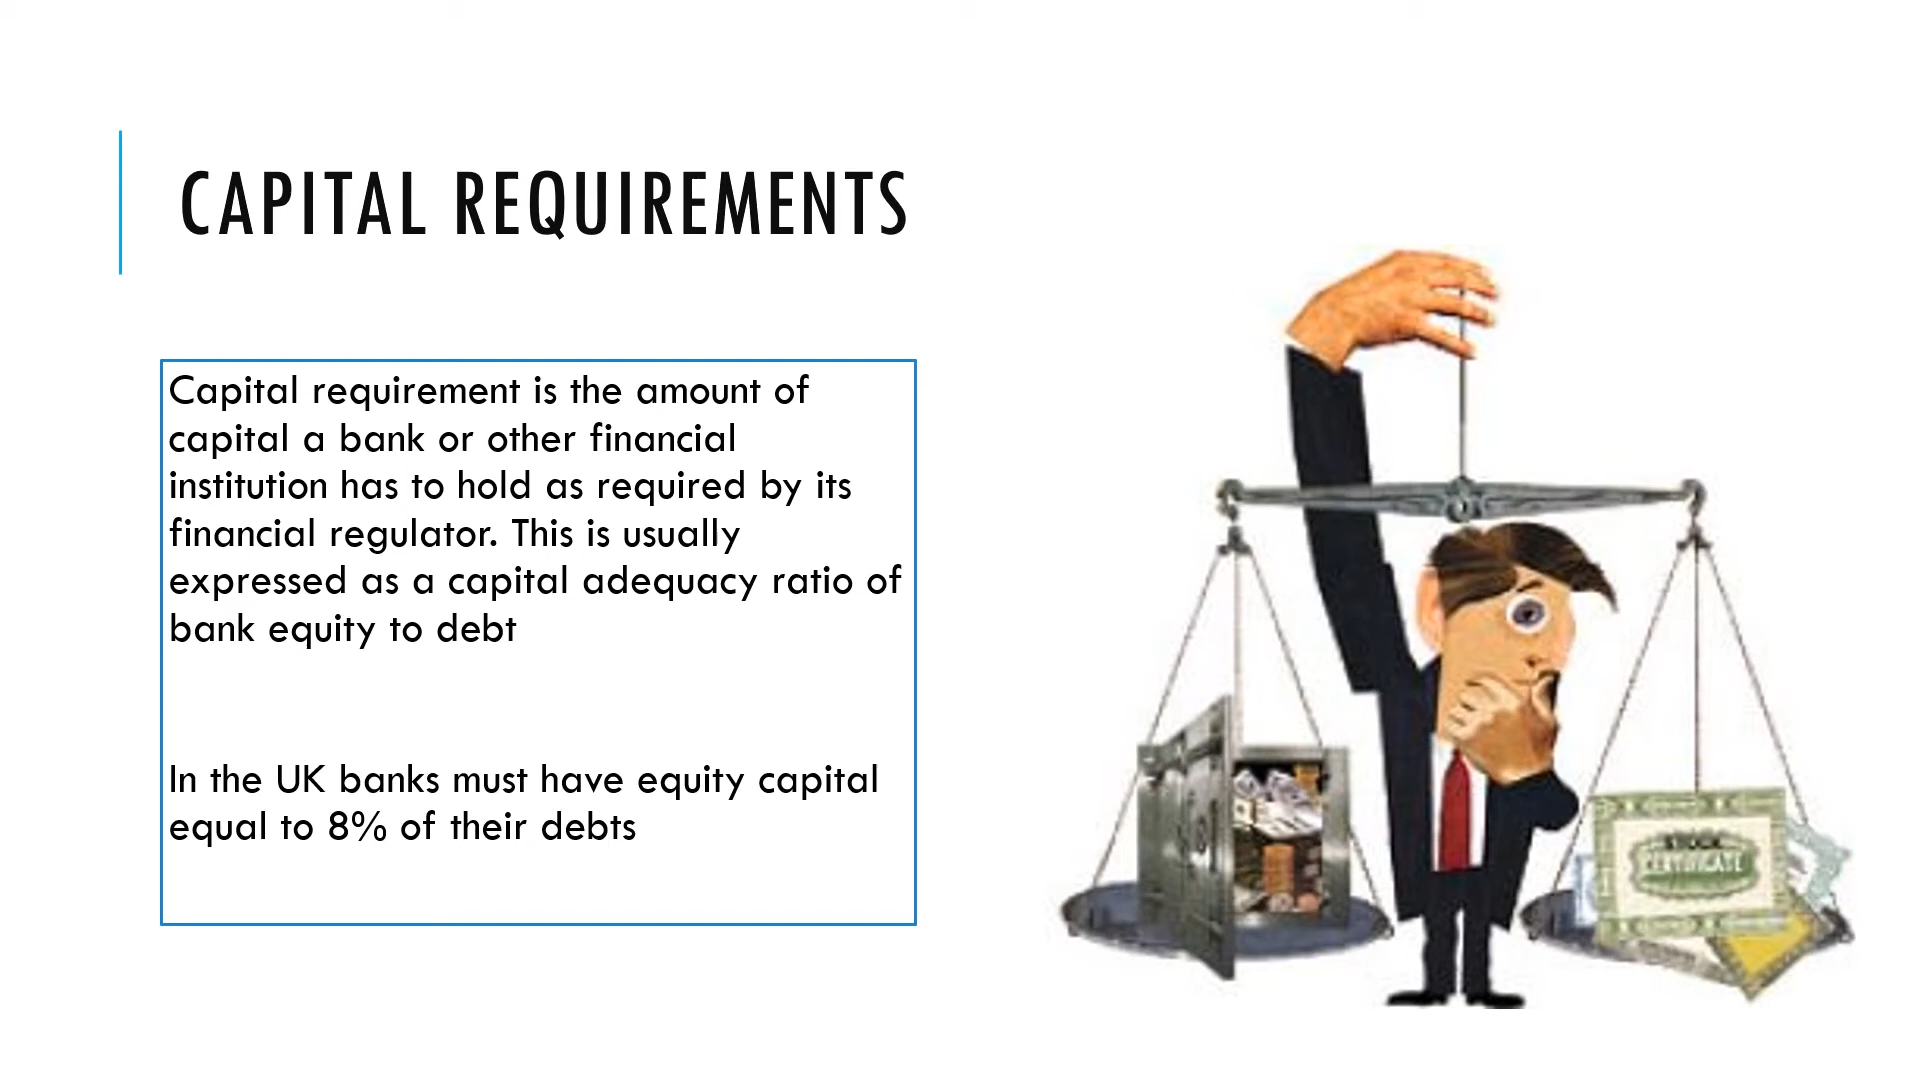 CAPITAL REQUIREMENTS
Capital requirement is the amount of
capital a bank or other financial
institution has to hold as required by its
financial regulator. This is usually
expressed as a capital adequacy ratio of
bank equity to debt
In the UK banks must have equity capital
equal to 8% of their debts
STOCK
CERTIFICATE